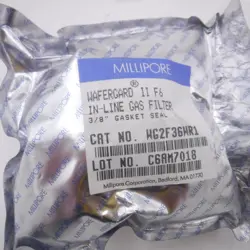 MILLIPORE
WAFERGARD II F6
IN-LINE GAS FILTER
3/8" GASKET SEAL
CAT NO. WG2F36WR1
LOT NO. C6AM7018
Millipore Corporation, Bedford, MA 01730
MILLIPORE